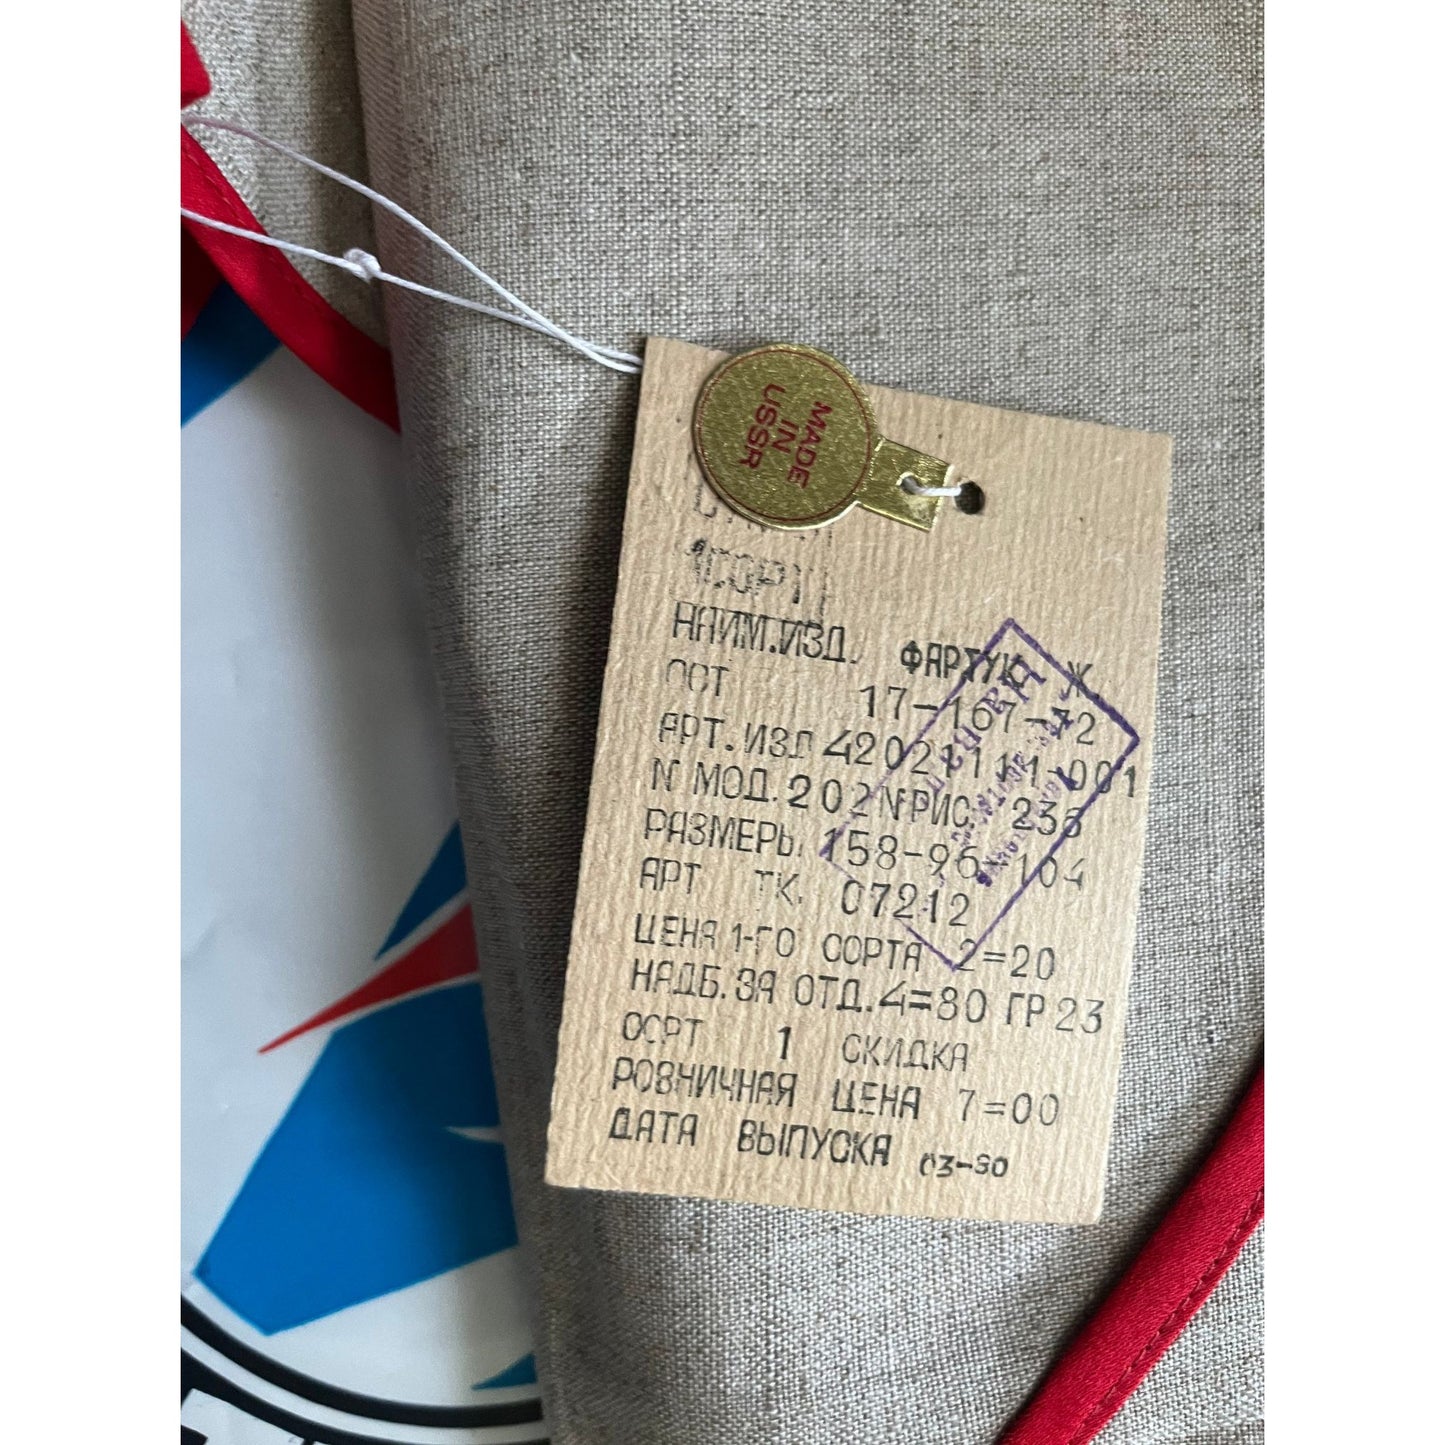 MADE
IN
USSR
1 СОРТ
НАИМ.ИЗД. ФАРТУК Ж.
ОСТ 17-167-72
АРТ.ИЗД 42021111-001
N МОД. 202 N РИС. 236
РАЗМЕРЫ 158-96-104
АРТ ТК. 07212
ЦЕНА 1-ГО СОРТА 2=20
НАДБ.ЗА ОТД.4=80 ГР 23
СОРТ 1 СКИДКА
РОЗНИЧНАЯ ЦЕНА 7=00
ДАТА ВЫПУСКА 03-90